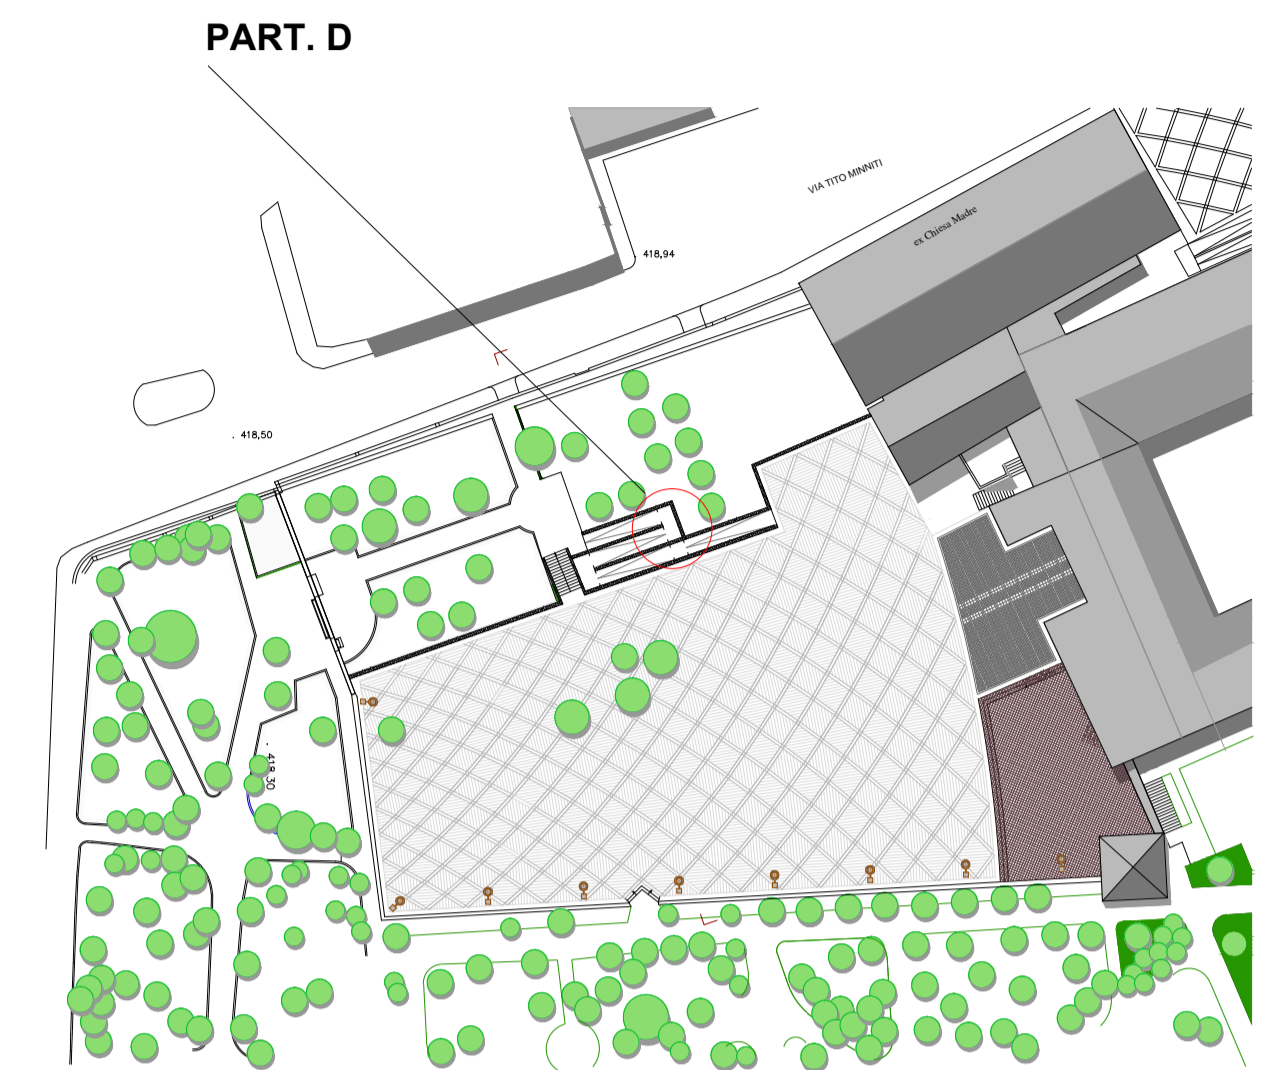 PART. D
VIA TITO MINNITI
ex Chiesa Madre
418,94
. 418,50
. 418,30